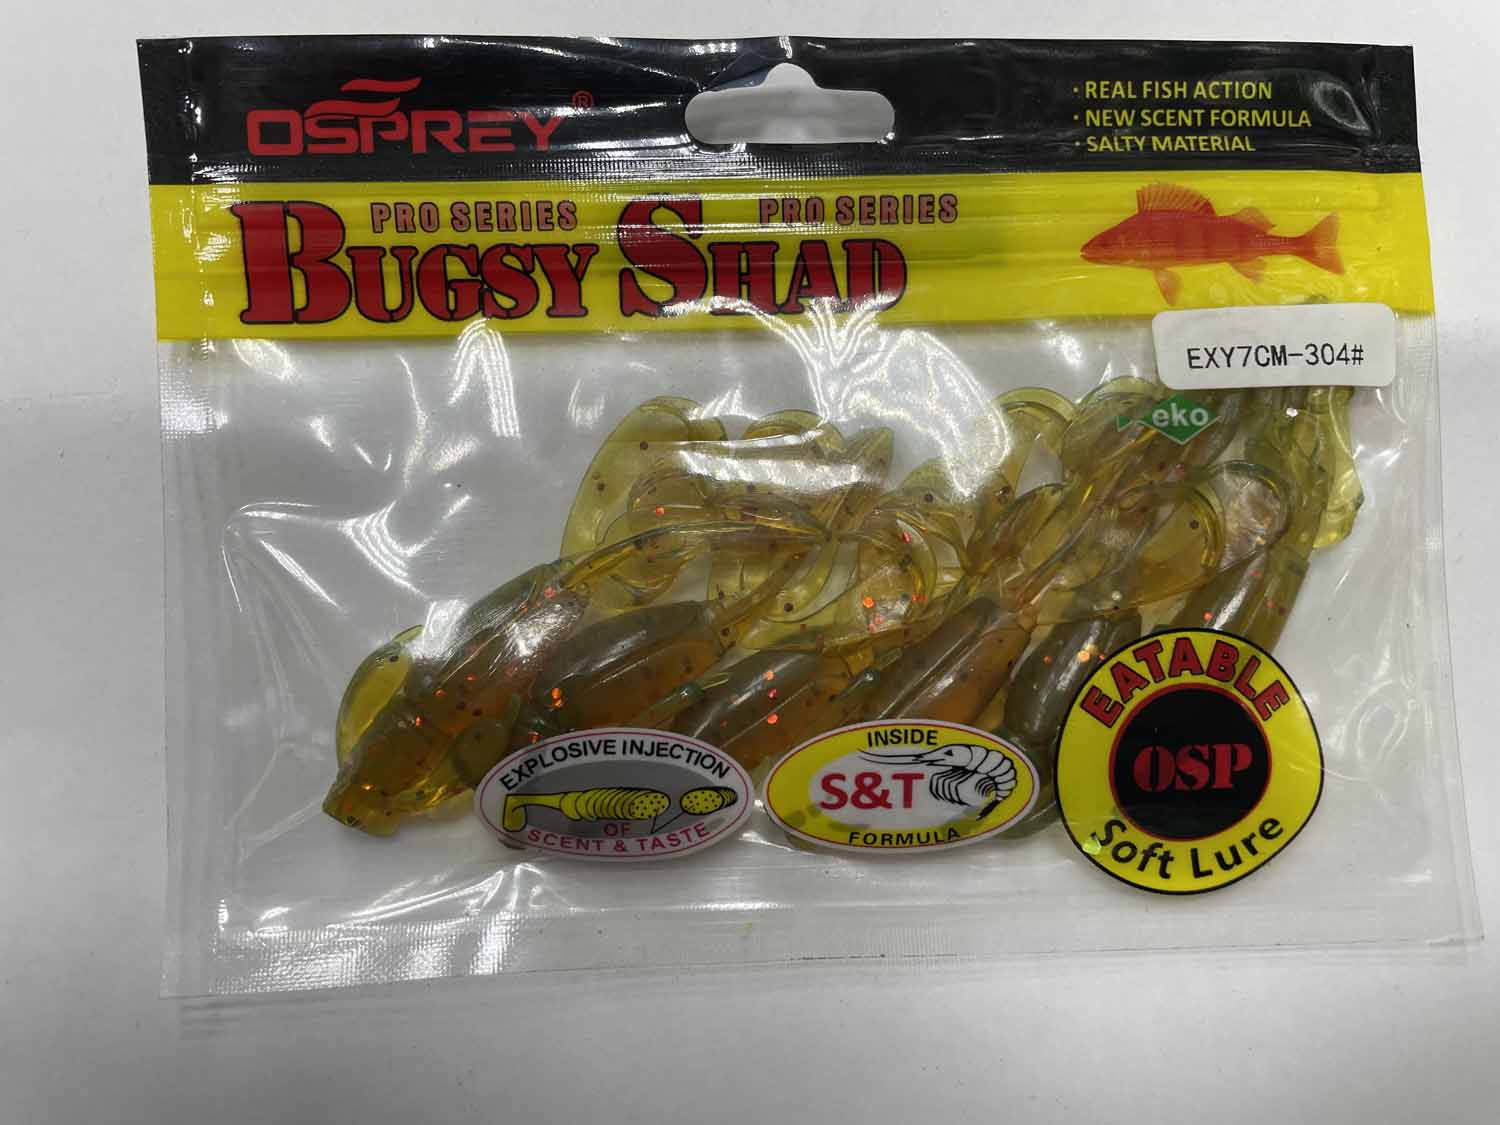 OSPREY®
· REAL FISH ACTION
· NEW SCENT FORMULA
· SALTY MATERIAL
PRO SERIES PRO SERIES
BUGSY SHAD
EXY7CM-304#
eko
EXPLOSIVE INJECTION
OF
SCENT & TASTE
INSIDE
S&T
FORMULA
EATABLE
OSP
Soft Lure